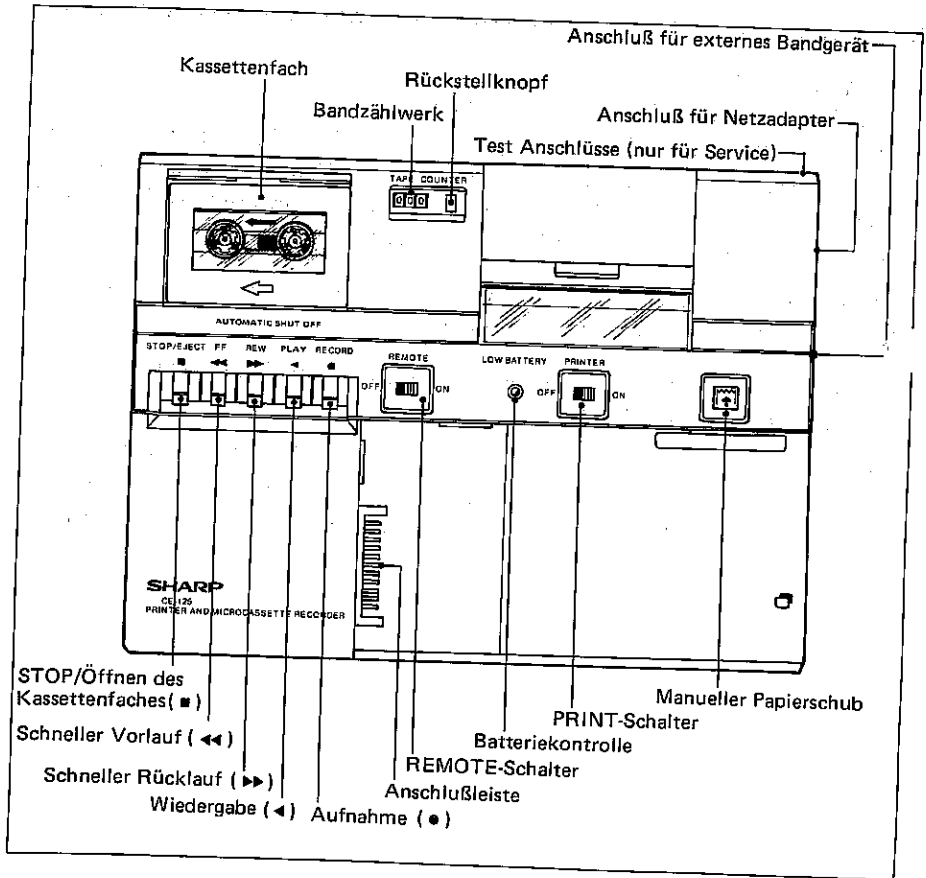 Anschluß für externes Bandgerät
Kassettenfach
Rückstellknopf
Bandzählwerk
Anschluß für Netzadapter
Test Anschlüsse (nur für Service)
TAPE COUNTER
000
AUTOMATIC SHUT OFF
STOP/EJECT FF REW PLAY RECORD
■ ◀◀ ▶▶ ◀ ●
REMOTE
OFF ON
LOW BATTERY
PRINTER
OFF ON
SHARP
CE-125
PRINTER AND MICROCASSETTE RECORDER
STOP/Öffnen des
Kassettenfaches (■)
Schneller Vorlauf (◀◀)
Schneller Rücklauf (▶▶)
Wiedergabe (◀)
Aufnahme (●)
Anschlußleiste
REMOTE-Schalter
Batteriekontrolle
PRINT-Schalter
Manueller Papierschub